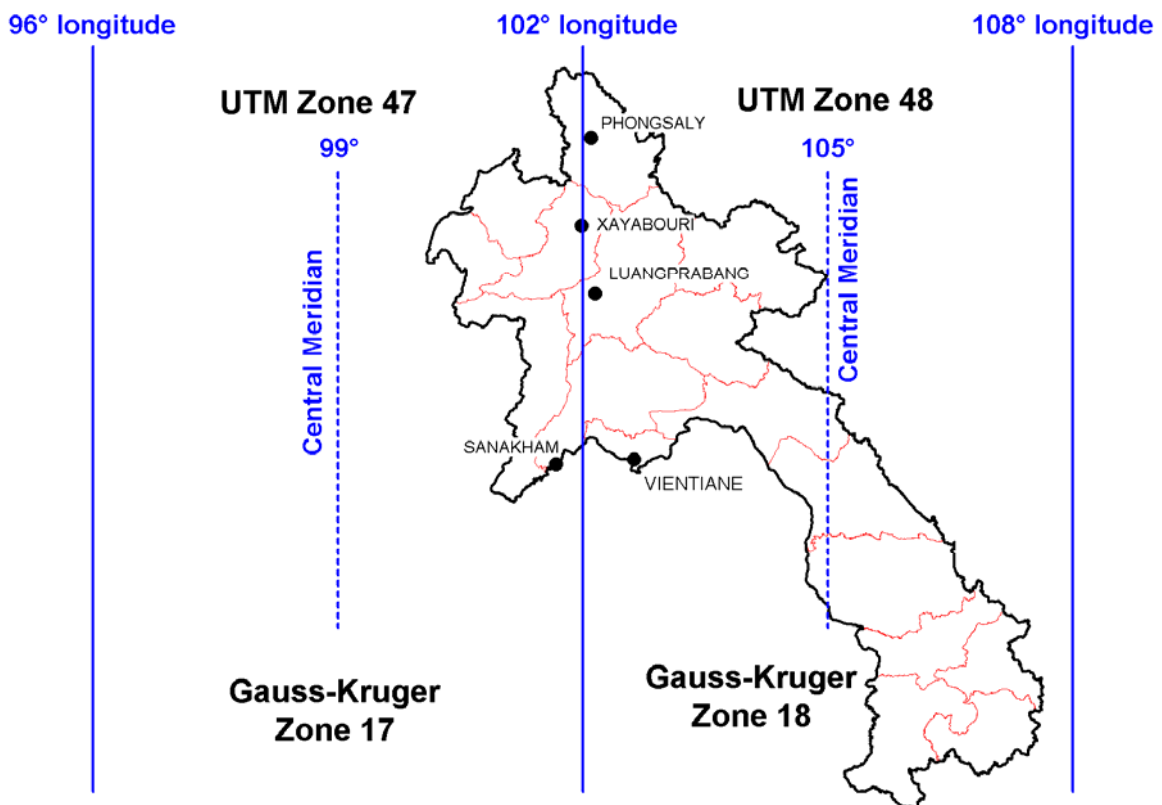 96° longitude
102° longitude
108° longitude
UTM Zone 47
UTM Zone 48
PHONGSALY
99°
105°
XAYABOURI
LUANGPRABANG
Central Meridian
Central Meridian
SANAKHAM
VIENTIANE
Gauss-Kruger
Zone 17
Gauss-Kruger
Zone 18